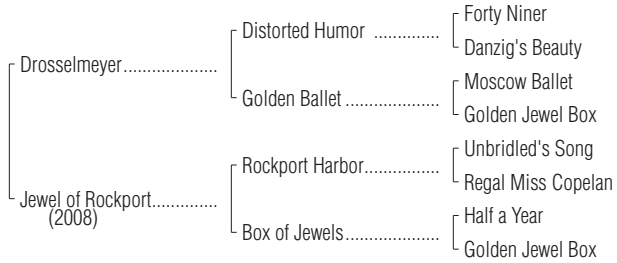 Forty Niner
Distorted Humor ..............
Danzig's Beauty
Drosselmeyer....................
Moscow Ballet
Golden Ballet ....................
Golden Jewel Box
Unbridled's Song
Rockport Harbor................
Regal Miss Copelan
Jewel of Rockport..............
(2008)
Half a Year
Box of Jewels....................
Golden Jewel Box